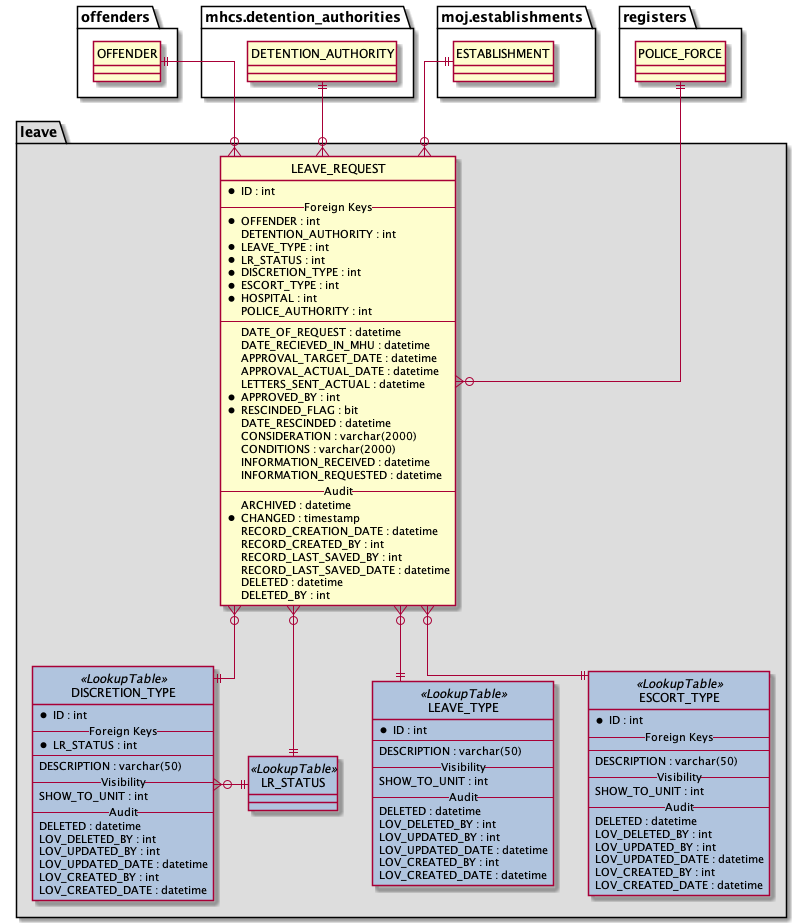 offenders
mhcs.detention_authorities
moj.establishments
registers
OFFENDER
DETENTION_AUTHORITY
ESTABLISHMENT
POLICE_FORCE
leave
LEAVE_REQUEST
ID : int
Foreign Keys
OFFENDER : int
DETENTION_AUTHORITY : int
LEAVE_TYPE : int
LR_STATUS : int
DISCRETION_TYPE : int
ESCORT_TYPE : int
HOSPITAL : int
POLICE_AUTHORITY : int
DATE_OF_REQUEST : datetime
DATE_RECIEVED_IN_MHU : datetime
APPROVAL_TARGET_DATE : datetime
APPROVAL_ACTUAL_DATE : datetime
LETTERS_SENT_ACTUAL : datetime
APPROVED_BY : int
RESCINDED_FLAG : bit
DATE_RESCINDED : datetime
CONSIDERATION : varchar(2000)
CONDITIONS : varchar(2000)
INFORMATION_RECEIVED : datetime
INFORMATION_REQUESTED : datetime
Audit
ARCHIVED : datetime
CHANGED : timestamp
RECORD_CREATION_DATE : datetime
RECORD_CREATED_BY : int
RECORD_LAST_SAVED_BY : int
RECORD_LAST_SAVED_DATE : datetime
DELETED : datetime
DELETED_BY : int
«LookupTable»
DISCRETION_TYPE
ID : int
Foreign Keys
LR_STATUS : int
DESCRIPTION : varchar(50)
Visibility
SHOW_TO_UNIT : int
Audit
DELETED : datetime
LOV_DELETED_BY : int
LOV_UPDATED_BY : int
LOV_UPDATED_DATE : datetime
LOV_CREATED_BY : int
LOV_CREATED_DATE : datetime
«LookupTable»
LR_STATUS
«LookupTable»
LEAVE_TYPE
ID : int
DESCRIPTION : varchar(50)
Visibility
SHOW_TO_UNIT : int
Audit
DELETED : datetime
LOV_DELETED_BY : int
LOV_UPDATED_BY : int
LOV_UPDATED_DATE : datetime
LOV_CREATED_BY : int
LOV_CREATED_DATE : datetime
«LookupTable»
ESCORT_TYPE
ID : int
Foreign Keys
DESCRIPTION : varchar(50)
Visibility
SHOW_TO_UNIT : int
Audit
DELETED : datetime
LOV_DELETED_BY : int
LOV_UPDATED_BY : int
LOV_UPDATED_DATE : datetime
LOV_CREATED_BY : int
LOV_CREATED_DATE : datetime